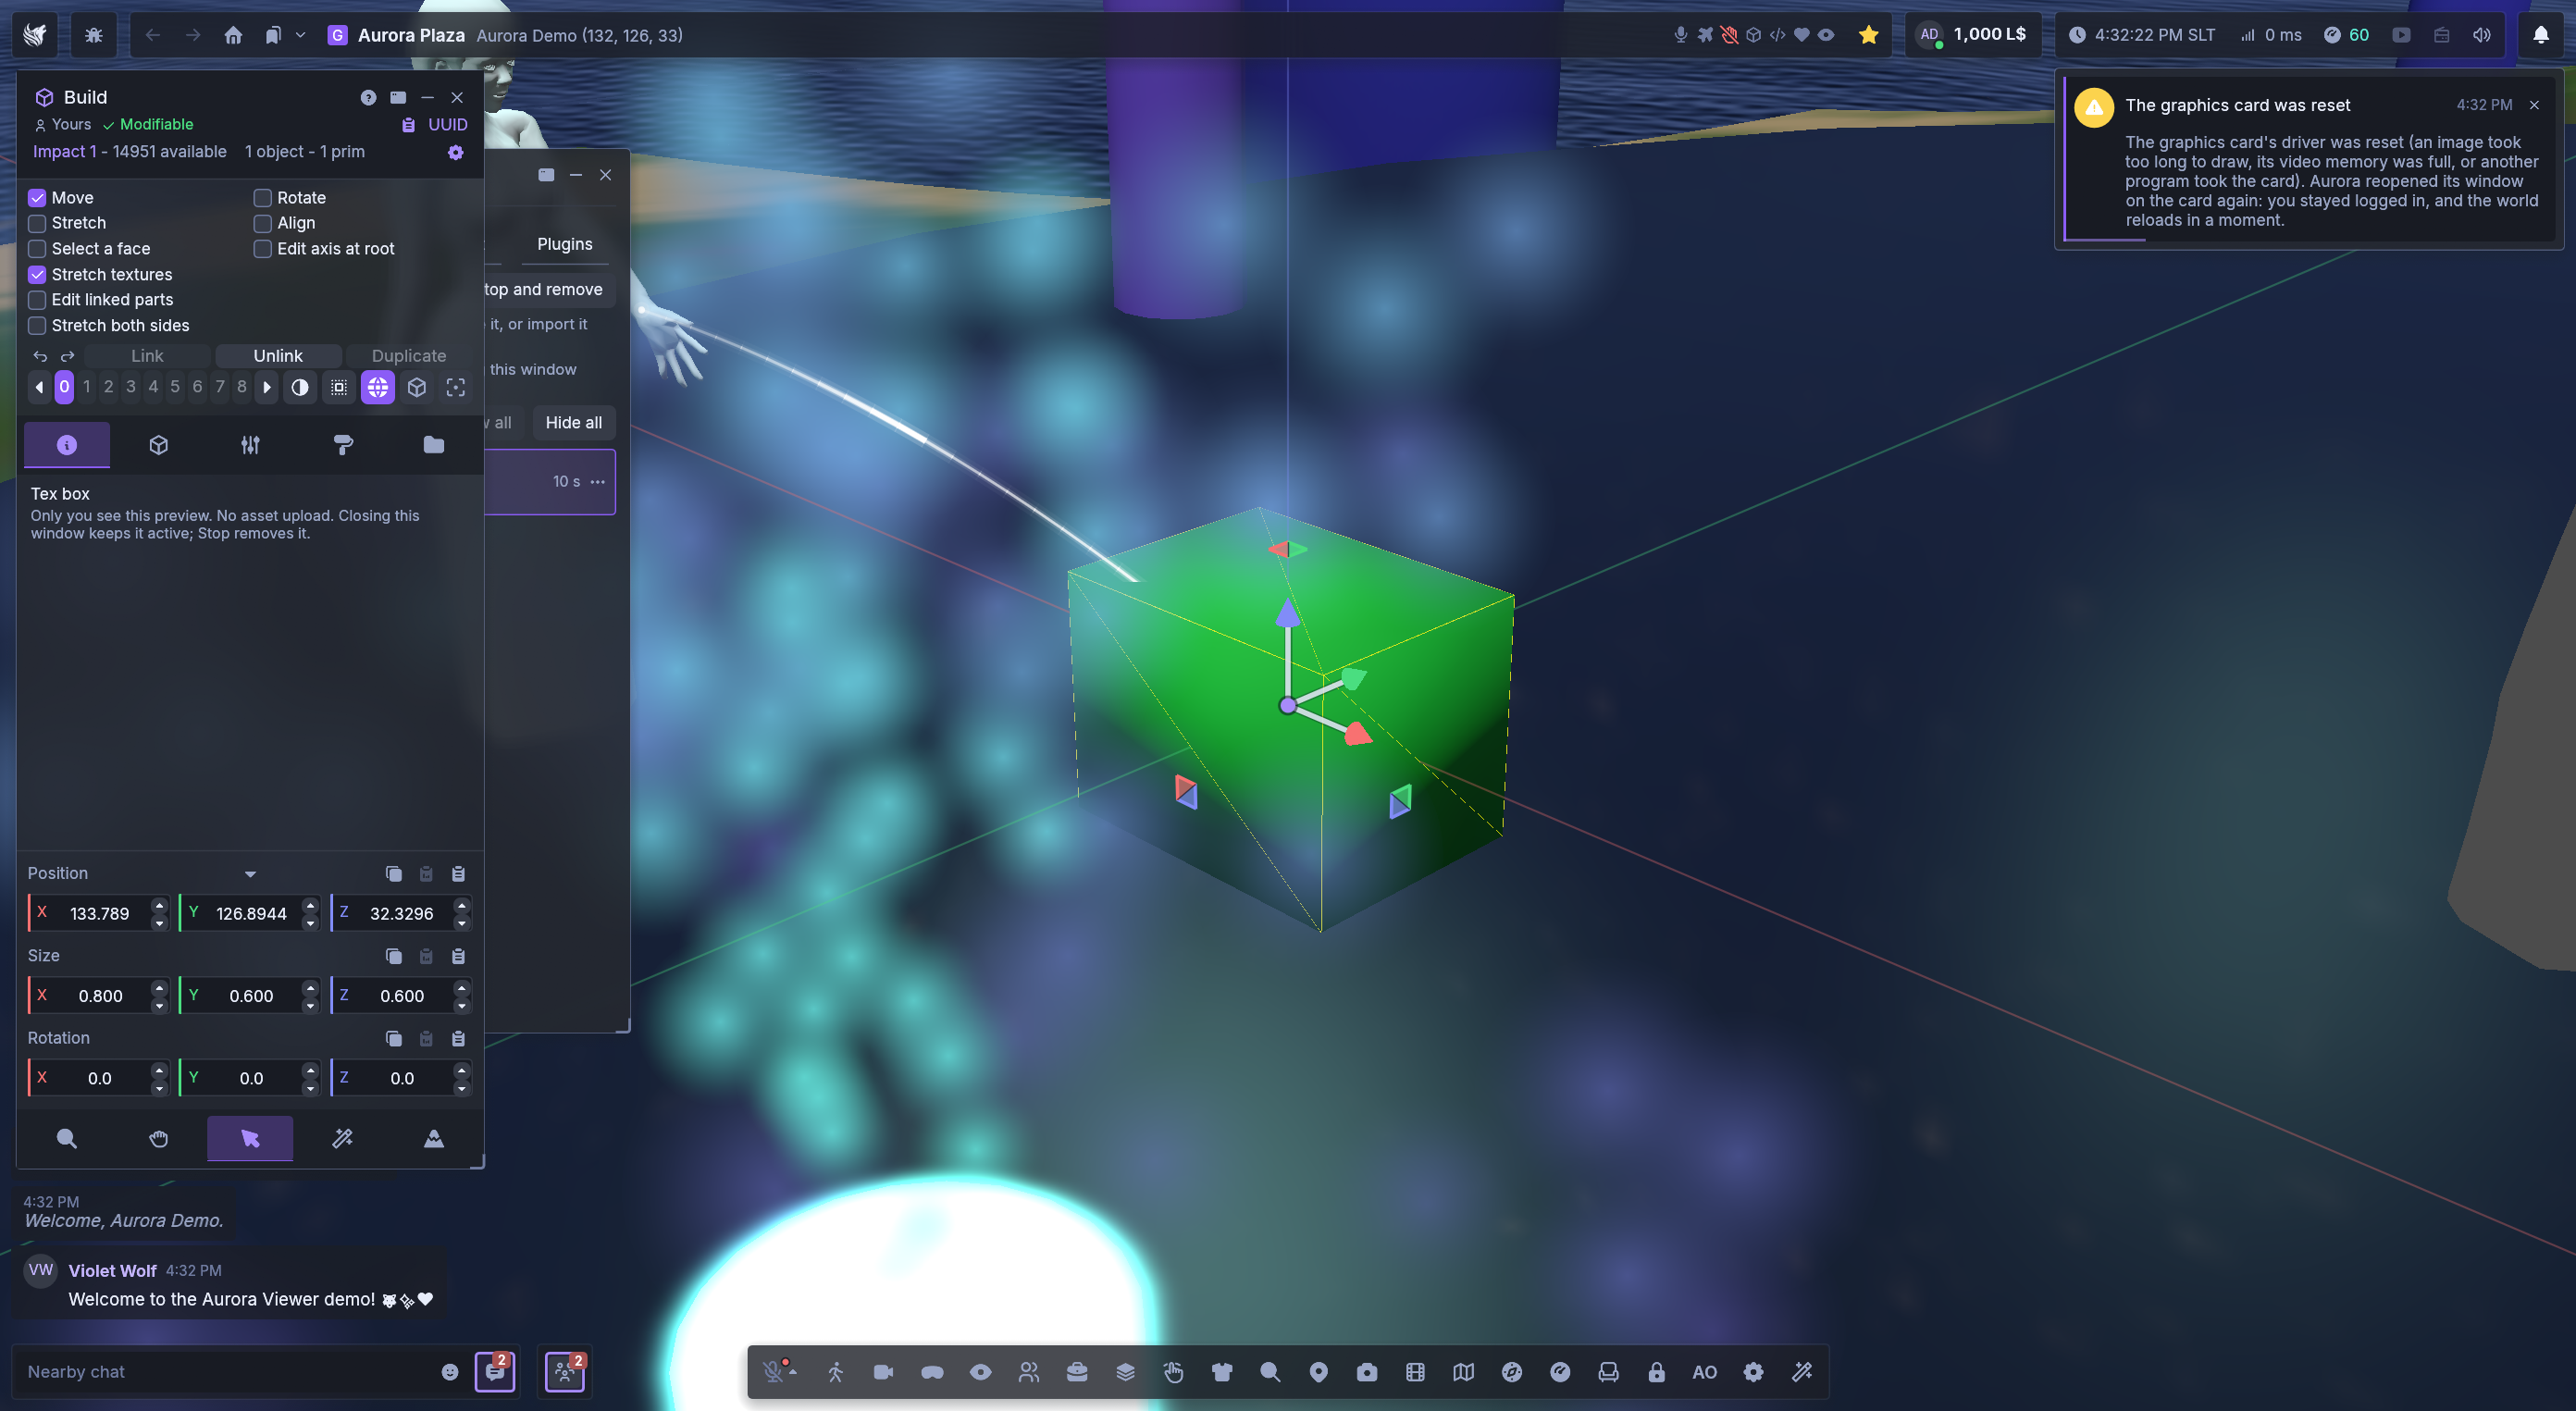 G Aurora Plaza Aurora Demo (132, 126, 33)
AD 1,000 L$
4:32:22 PM SLT 0 ms 60
Build
Yours Modifiable UUID
Impact 1 - 14951 available 1 object - 1 prim
Move Rotate
Stretch Align
Select a face Edit axis at root
Stretch textures
Edit linked parts
Stretch both sides
Link Unlink Duplicate
0 1 2 3 4 5 6 7 8
Tex box
Only you see this preview. No asset upload. Closing this
window keeps it active; Stop removes it.
Position
X 133.789 Y 126.8944 Z 32.3296
Size
X 0.800 Y 0.600 Z 0.600
Rotation
X 0.0 Y 0.0 Z 0.0
Plugins
top and remove
it, or import it
this window
all Hide all
10 s
The graphics card was reset 4:32 PM
The graphics card's driver was reset (an image took
too long to draw, its video memory was full, or another
program took the card). Aurora reopened its window
on the card again: you stayed logged in, and the world
reloads in a moment.
4:32 PM
Welcome, Aurora Demo.
VW Violet Wolf 4:32 PM
Welcome to the Aurora Viewer demo!
Nearby chat 2 2
AO